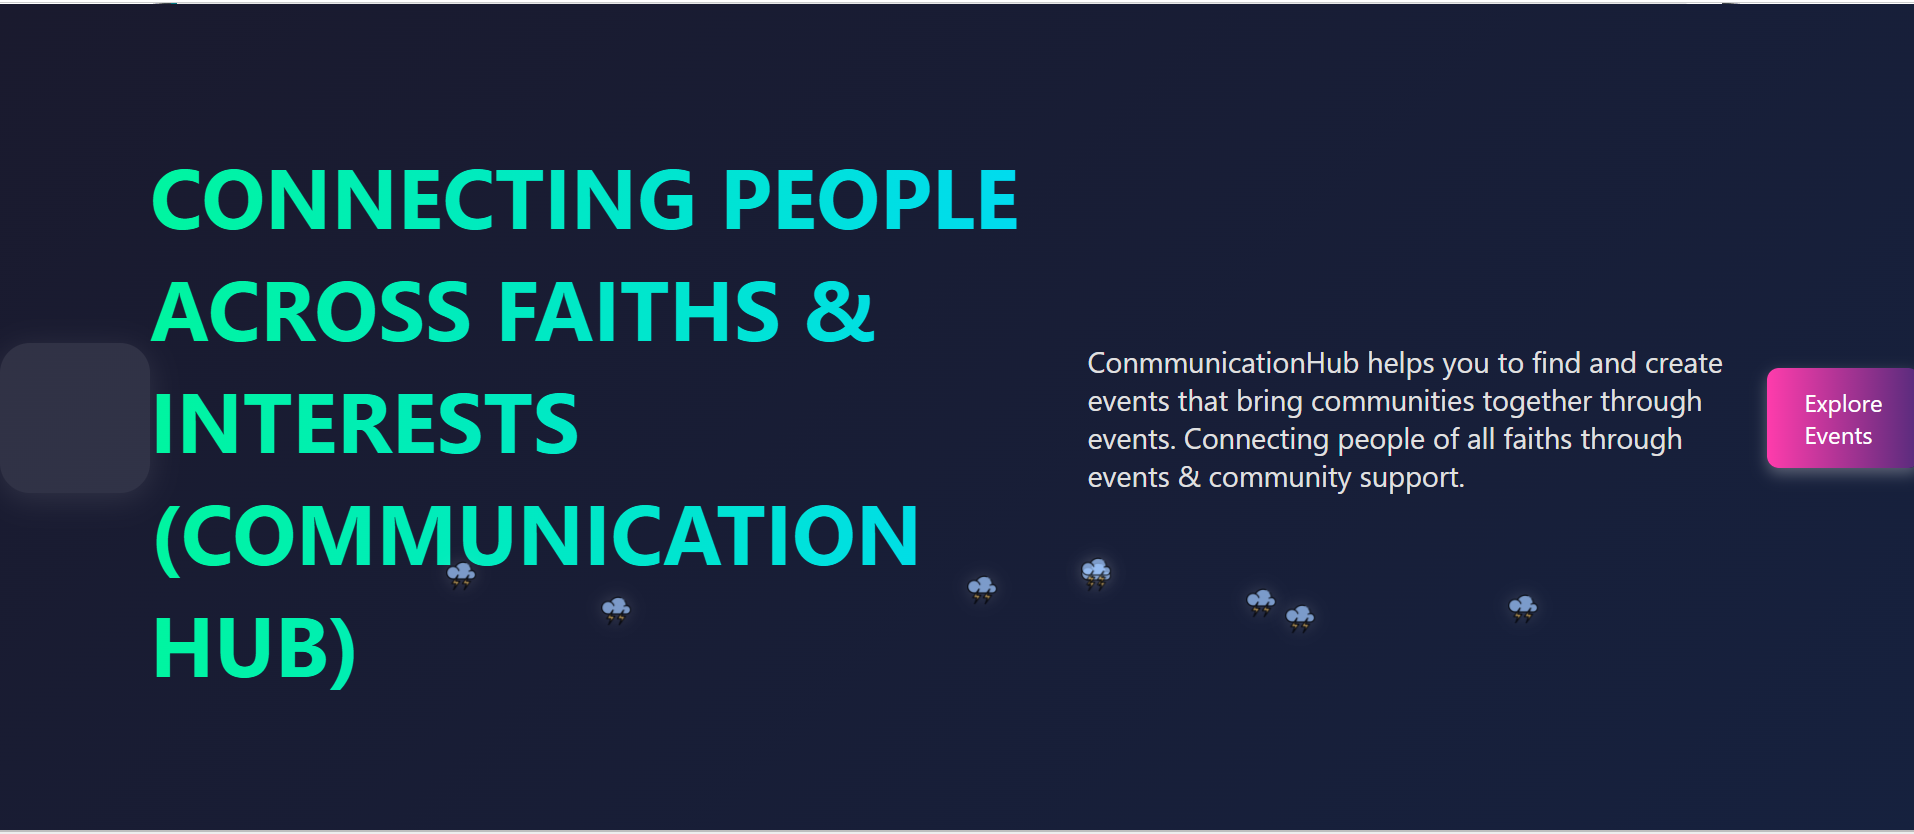 CONNECTING PEOPLE
ACROSS FAITHS &
INTERESTS
(COMMUNICATION
HUB)
ConmmunicationHub helps you to find and create
events that bring communities together through
events. Connecting people of all faiths through
events & community support.
Explore
Events